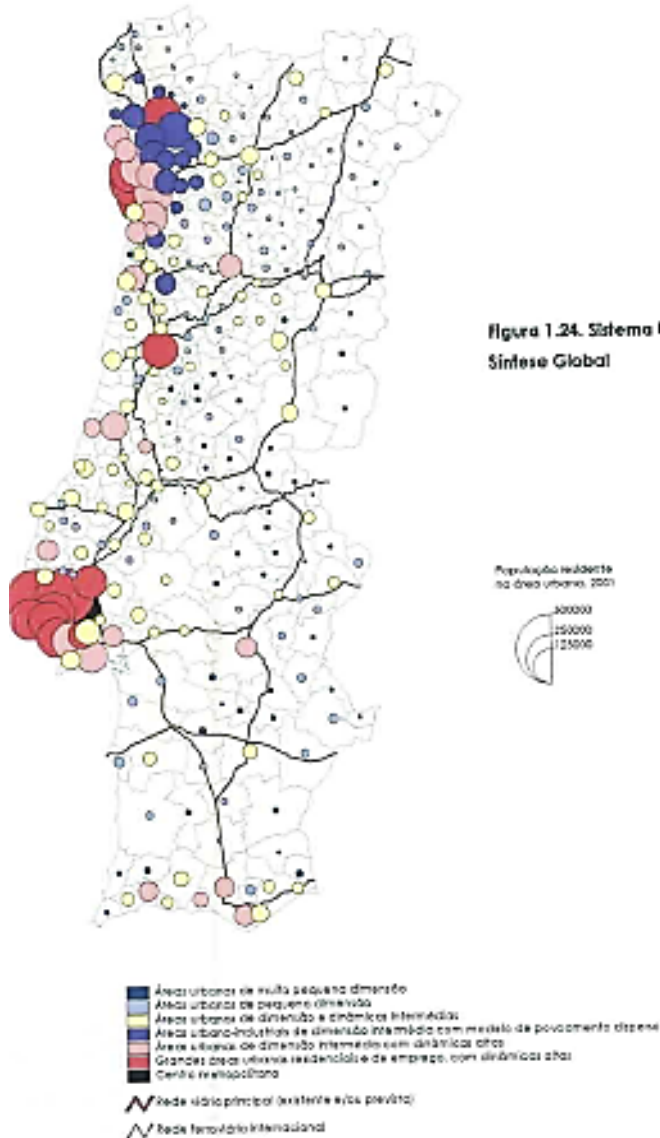 Figura 1.24. Sistema
Síntese Global
População residente
na área urbana, 2001
500000
250000
125000
Áreas urbanas de muito pequena dimensão
Áreas urbanas de pequena dimensão
Áreas urbanas de dimensão e dinâmicas intermédias
Áreas urbano-industriais de dimensão intermédia com modelo de povoamento disperso
Áreas urbanas de dimensão intermédia com dinâmicas altas
Grandes áreas urbanas residenciais e de emprego, com dinâmicas altas
Centro metropolitano
Rede viária principal (existente e/ou prevista)
Rede ferroviária internacional